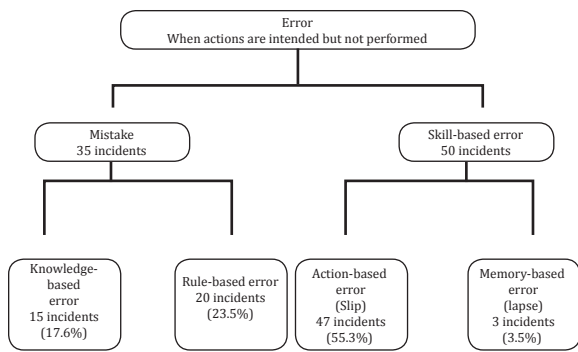 Error
When actions are intended but not performed
Mistake
35 incidents
Skill-based error
50 incidents
Knowledge-
based
error
15 incidents
(17.6%)
Rule-based error
20 incidents
(23.5%)
Action-based
error
(Slip)
47 incidents
(55.3%)
Memory-based
error
(lapse)
3 incidents
(3.5%)